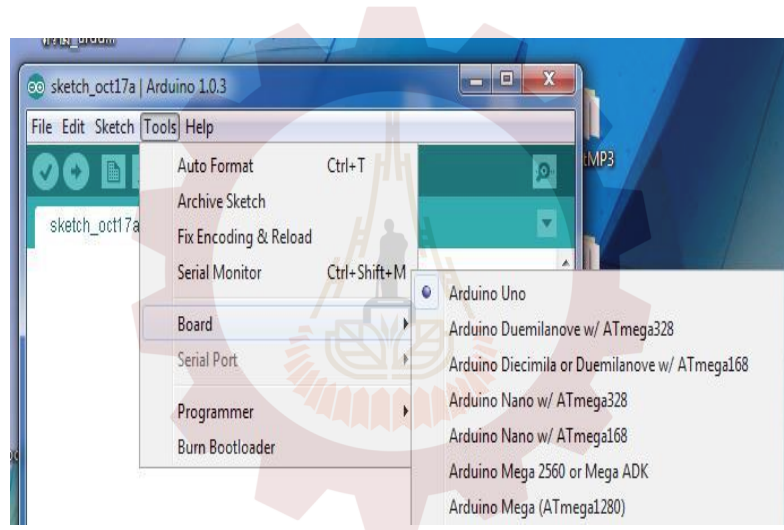 sketch_oct17a | Arduino 1.0.3
File Edit Sketch Tools Help
sketch_oct17a
Auto Format Ctrl+T
Archive Sketch
Fix Encoding & Reload
Serial Monitor Ctrl+Shift+M
Board
Serial Port
Programmer
Burn Bootloader
Arduino Uno
Arduino Duemilanove w/ ATmega328
Arduino Diecimila or Duemilanove w/ ATmega168
Arduino Nano w/ ATmega328
Arduino Nano w/ ATmega168
Arduino Mega 2560 or Mega ADK
Arduino Mega (ATmega1280)